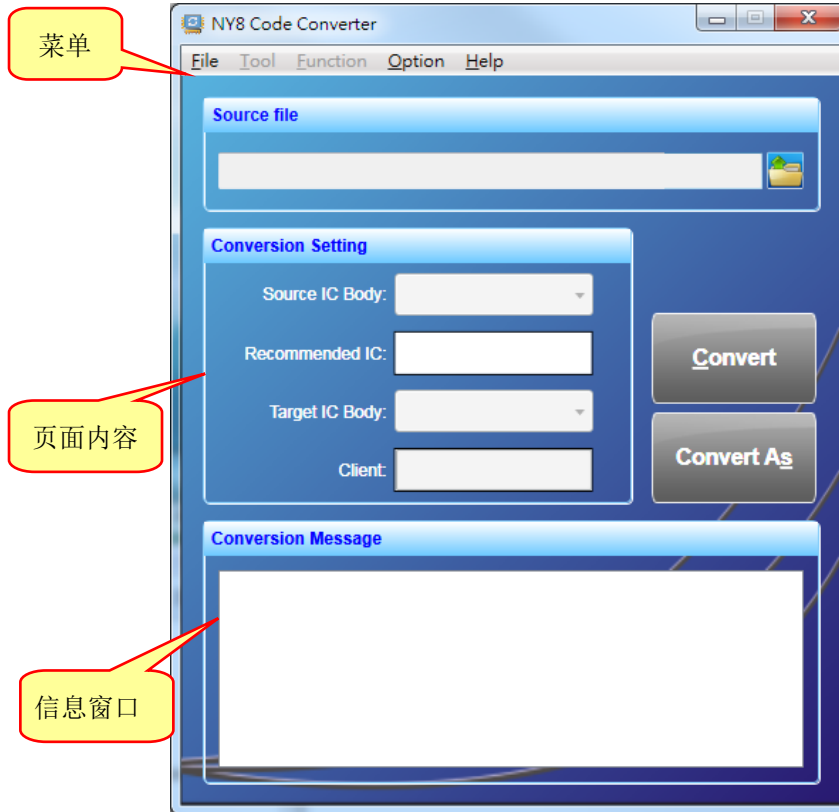 菜单
NY8 Code Converter
File Tool Function Option Help
Source file
Conversion Setting
Source IC Body:
Recommended IC:
Target IC Body:
Client:
Convert
Convert As
页面内容
Conversion Message
信息窗口